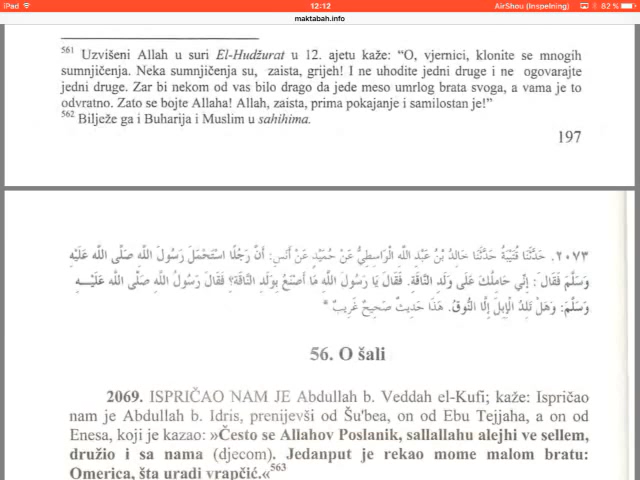 iPad
12:12
AirShou (Inspelning)
82 %
maktabah.info
561 Uzvišeni Allah u suri El-Hudžurat u 12. ajetu kaže: "O, vjernici, klonite se mnogih
sumnjičenja. Neka sumnjičenja su, zaista, grijeh! I ne uhodite jedni druge i ne ogovarajte
jedni druge. Zar bi nekom od vas bilo drago da jede meso umrlog brata svoga, a vama je to
odvratno. Zato se bojte Allaha! Allah, zaista, prima pokajanje i samilostan je!"
562 Bilježe ga i Buharija i Muslim u sahihima.
197
٢٠٧٣. حَدَّثَنَا قُتَيْبَةُ حَدَّثَنَا خَالِدُ بْنُ عَبْدِ اللَّهِ الْوَاسِطِيُّ عَنْ حُمَيْدٍ عَنْ أَنَسٍ: أَنَّ رَجُلًا اسْتَحْمَلَ رَسُولَ اللَّهِ صَلَّى اللَّهُ عَلَيْهِ
وَسَلَّمَ فَقَالَ: إِنِّي حَامِلُكَ عَلَى وَلَدِ النَّاقَةِ. فَقَالَ يَا رَسُولَ اللَّهِ مَا أَصْنَعُ بِوَلَدِ النَّاقَةِ؟ فَقَالَ رَسُولُ اللَّهِ صَلَّى اللَّهُ عَلَيْهِ
وَسَلَّمَ: وَهَلْ تَلِدُ الْإِبِلَ إِلَّا النُّوقُ. هَذَا حَدِيثٌ صَحِيحٌ غَرِيبٌ *
56. O šali
2069. ISPRIČAO NAM JE Abdullah b. Veddah el-Kufi; kaže: Ispričao
nam je Abdullah b. Idris, prenijevši od Šu'bea, on od Ebu Tejjaha, a on od
Enesa, koji je kazao: »Često se Allahov Poslanik, sallallahu alejhi ve sellem,
družio i sa nama (djecom). Jedanput je rekao mome malom bratu:
Omerica, šta uradi vrapčić.«563